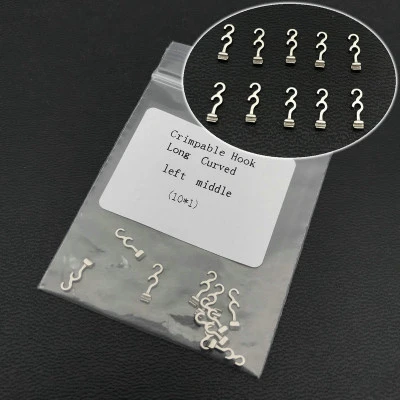 Crimpable Hook
Long Curved
left middle
(10*1)